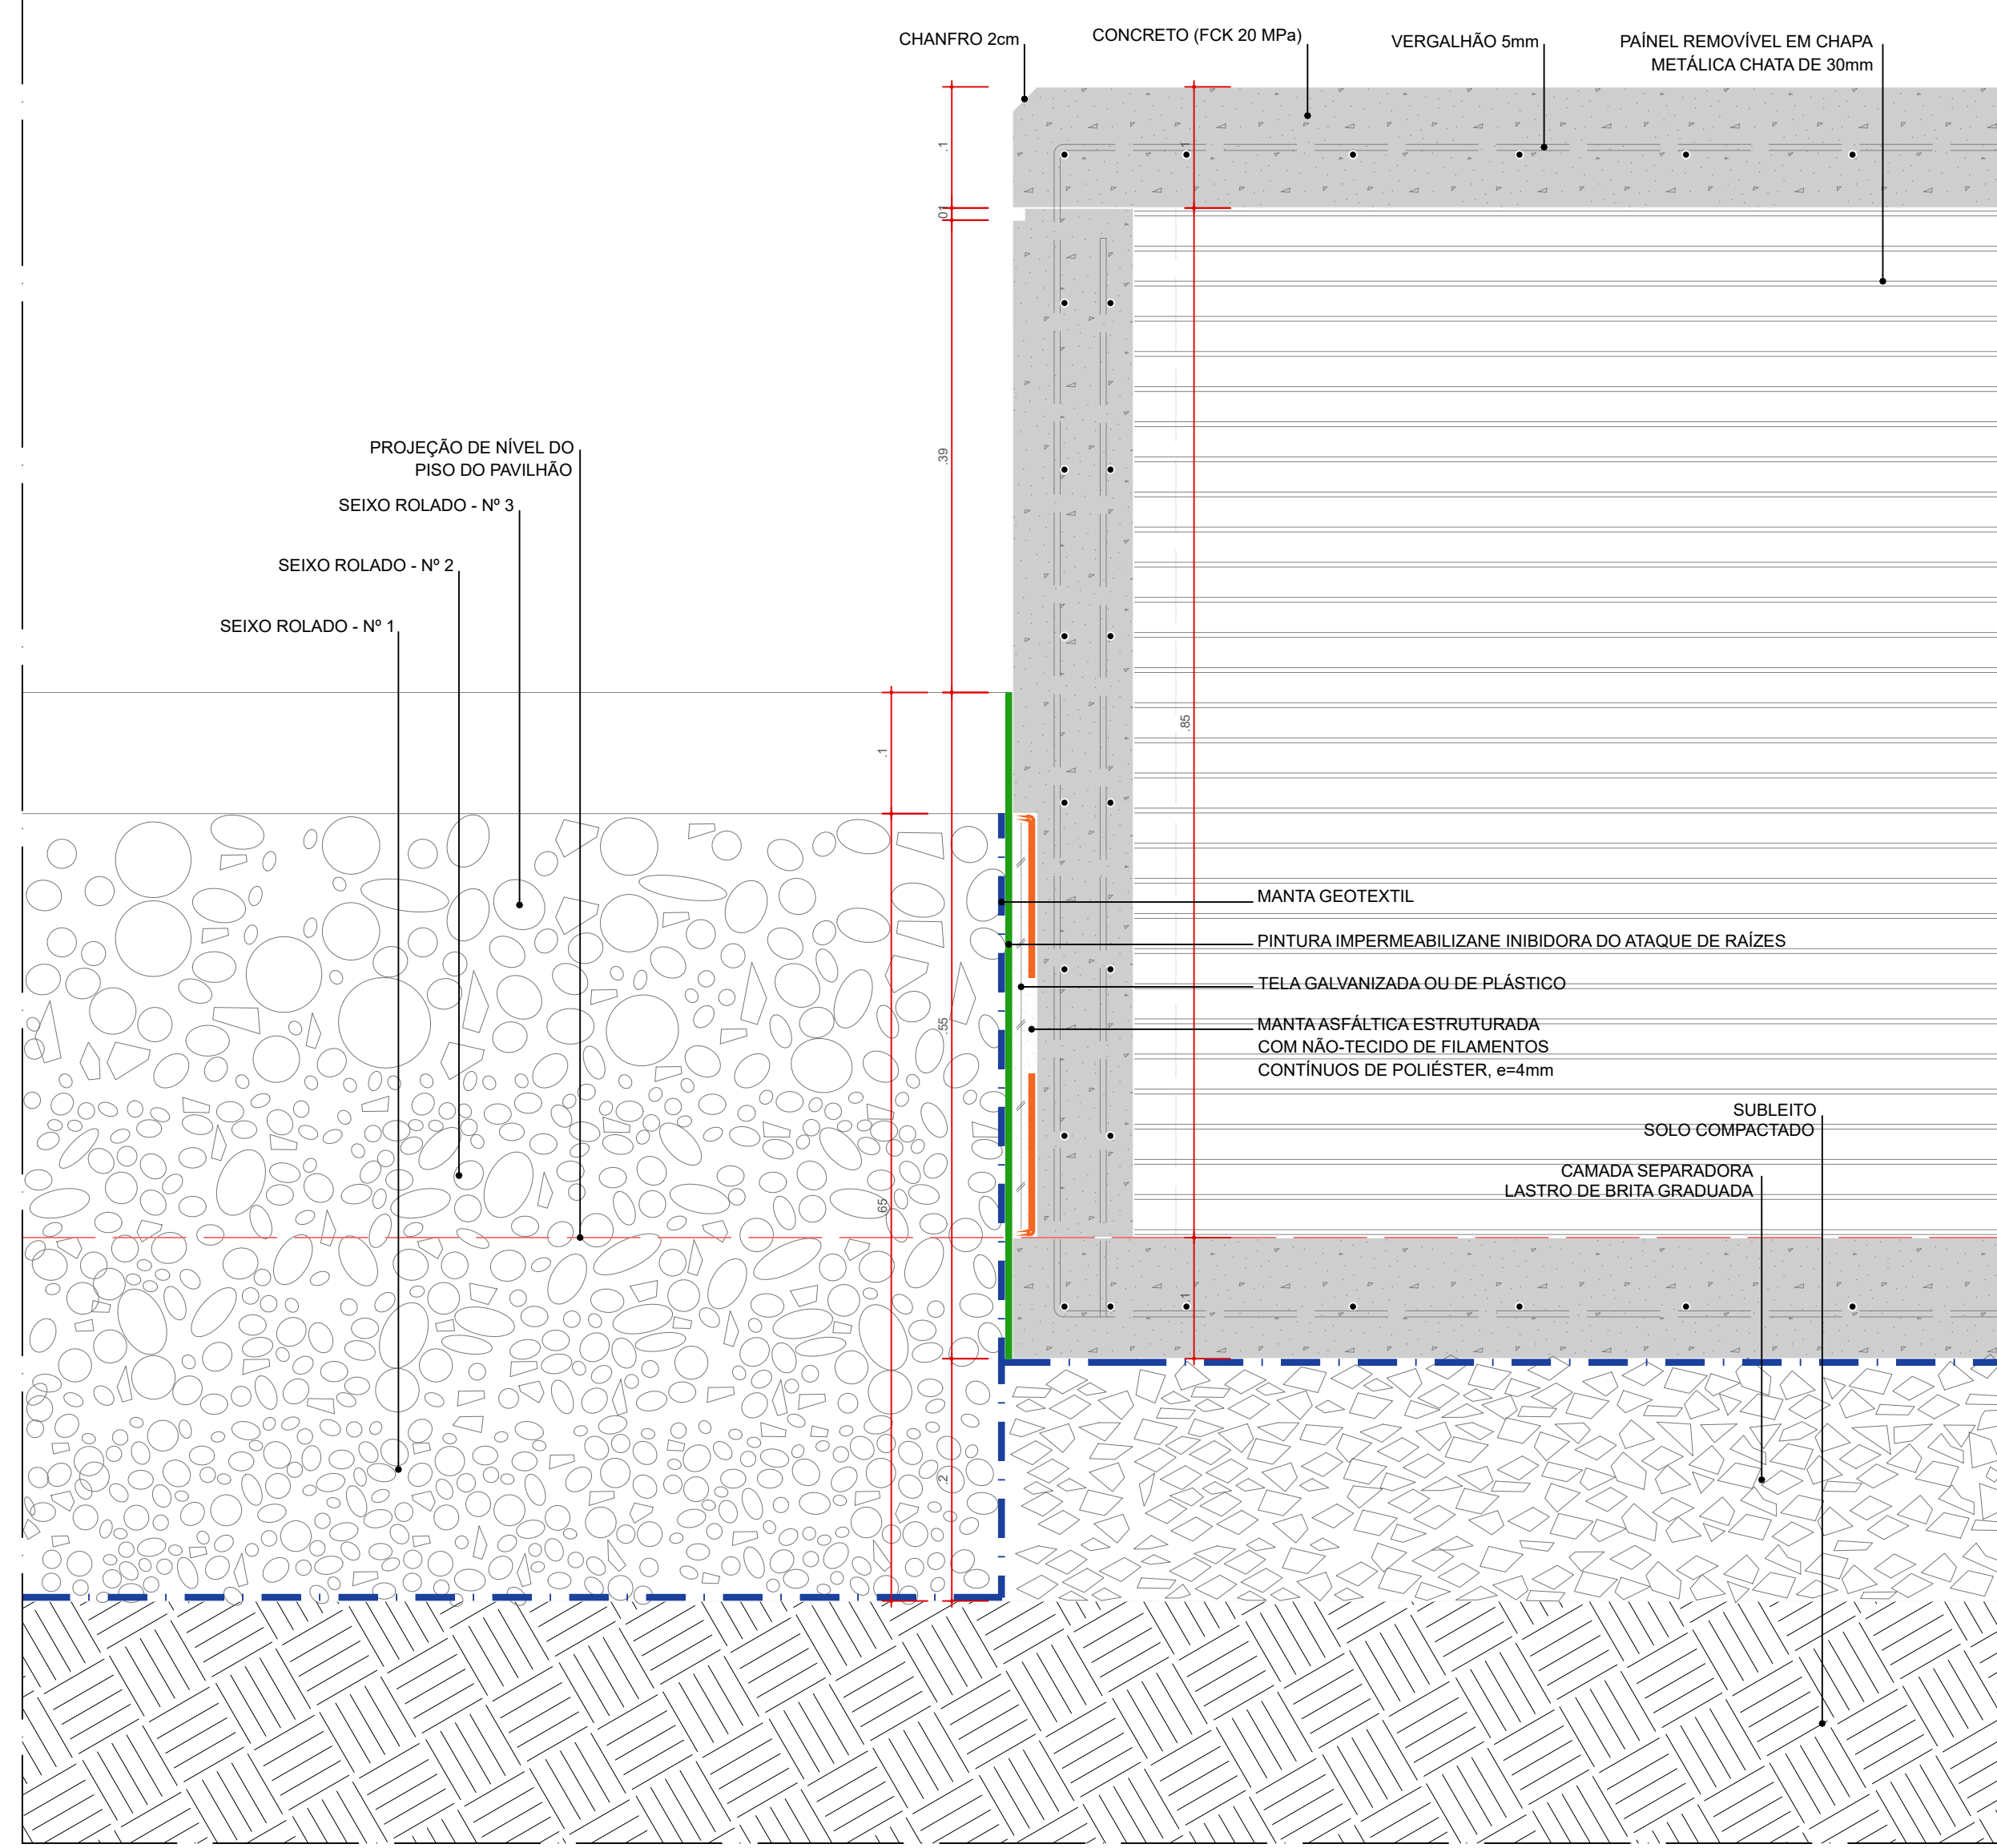 CHANFRO 2cm
CONCRETO (FCK 20 MPa)
VERGALHÃO 5mm
PAÍNEL REMOVÍVEL EM CHAPA
METÁLICA CHATA DE 30mm
.1
.1
01
.39
PROJEÇÃO DE NÍVEL DO
PISO DO PAVILHÃO
SEIXO ROLADO - Nº 3
SEIXO ROLADO - Nº 2
SEIXO ROLADO - Nº 1
.85
.1
MANTA GEOTEXTIL
PINTURA IMPERMEABILIZANE INIBIDORA DO ATAQUE DE RAÍZES
TELA GALVANIZADA OU DE PLÁSTICO
MANTA ASFÁLTICA ESTRUTURADA
COM NÃO-TECIDO DE FILAMENTOS
CONTÍNUOS DE POLIÉSTER, e=4mm
.55
SUBLEITO
SOLO COMPACTADO
CAMADA SEPARADORA
LASTRO DE BRITA GRADUADA
.65
.1
.2